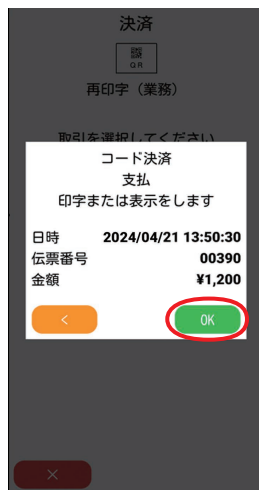 決済
QR
再印字（業務）
取引を選択してください
コード決済
支払
印字または表示をします
日時 2024/04/21 13:50:30
伝票番号 00390
金額 ¥1,200
< OK
×